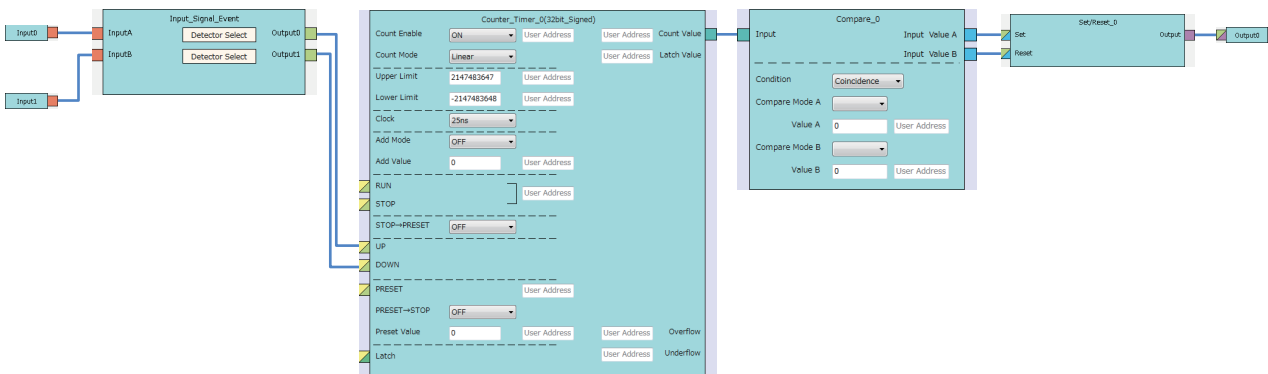 Input0
Input1
Input_Signal_Event
InputA Detector Select Output0
InputB Detector Select Output1
Counter_Timer_0(32bit_Signed)
Count Enable ON User Address User Address Count Value
Count Mode Linear User Address Latch Value
Upper Limit 2147483647 User Address
Lower Limit -2147483648 User Address
Clock 25ns
Add Mode OFF
Add Value 0 User Address
RUN
User Address
STOP
STOP→PRESET OFF
UP
DOWN
PRESET User Address
PRESET→STOP OFF
Preset Value 0 User Address User Address Overflow
Latch User Address Underflow
Compare_0
Input Input Value A
Input Value B
Condition Coincidence
Compare Mode A
Value A 0 User Address
Compare Mode B
Value B 0 User Address
Set/Reset_0
Set Output
Reset
Output0